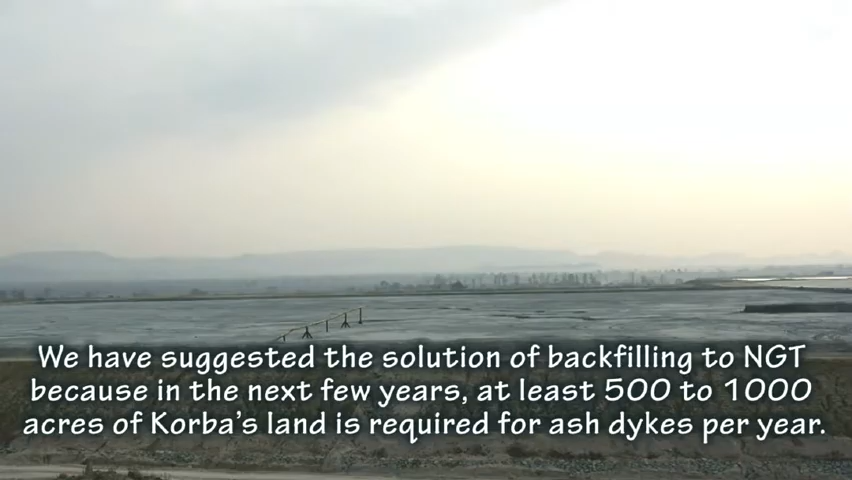 We have suggested the solution of backfilling to NGT
because in the next few years, at least 500 to 1000
acres of Korba's land is required for ash dykes per year.